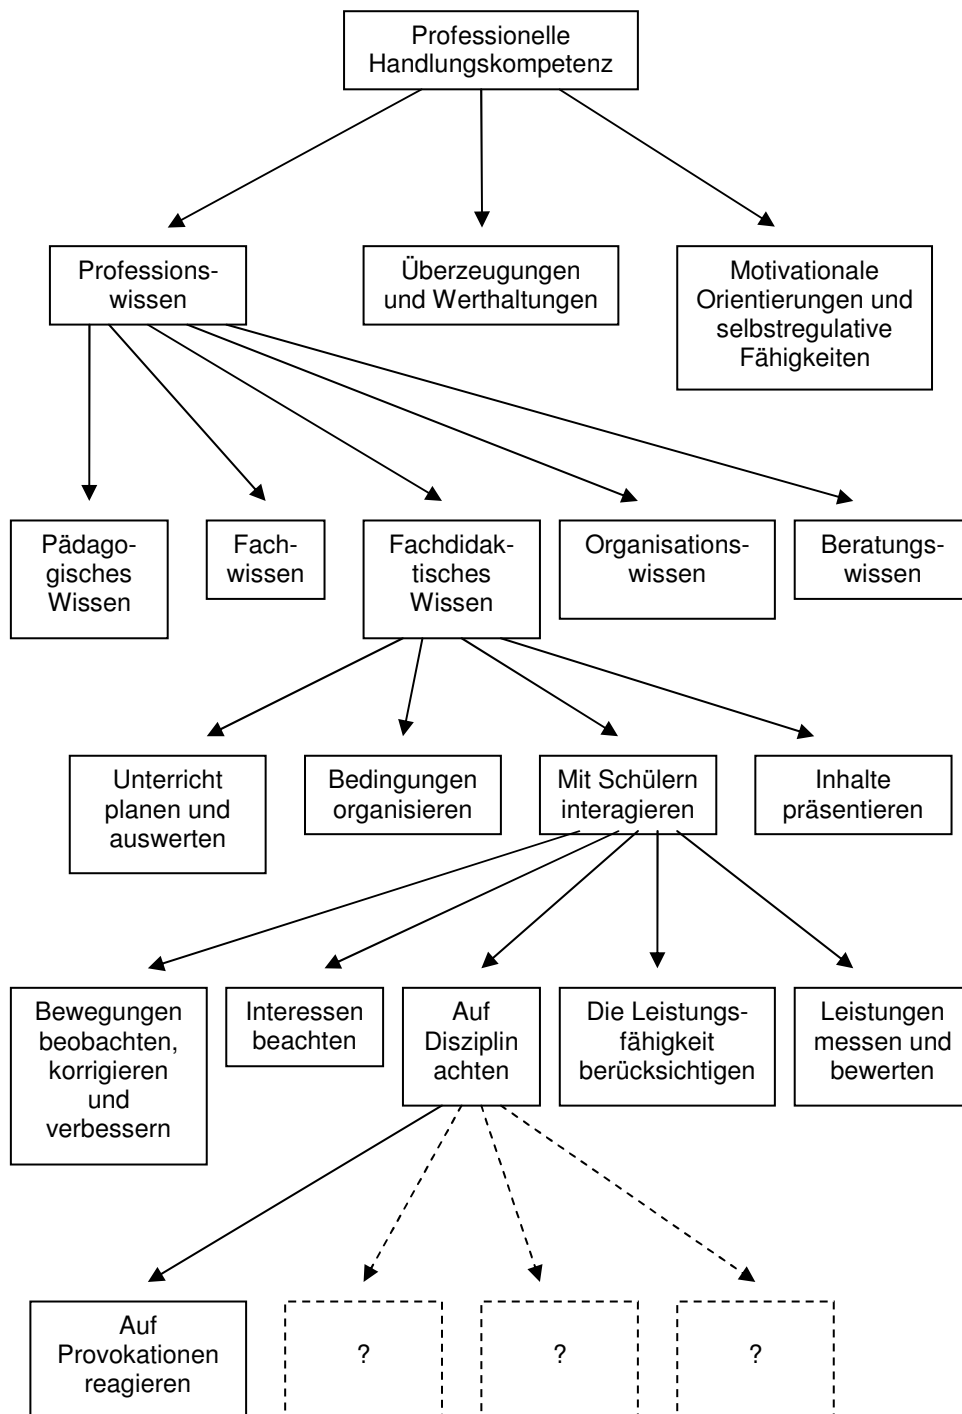 Professionelle
Handlungskompetenz
Professions-
wissen
Überzeugungen
und Werthaltungen
Motivationale
Orientierungen und
selbstregulative
Fähigkeiten
Pädago-
gisches
Wissen
Fach-
wissen
Fachdidak-
tisches
Wissen
Organisations-
wissen
Beratungs-
wissen
Unterricht
planen und
auswerten
Bedingungen
organisieren
Mit Schülern
interagieren
Inhalte
präsentieren
Bewegungen
beobachten,
korrigieren
und
verbessern
Interessen
beachten
Auf
Disziplin
achten
Die Leistungs-
fähigkeit
berücksichtigen
Leistungen
messen und
bewerten
Auf
Provokationen
reagieren
?
?
?